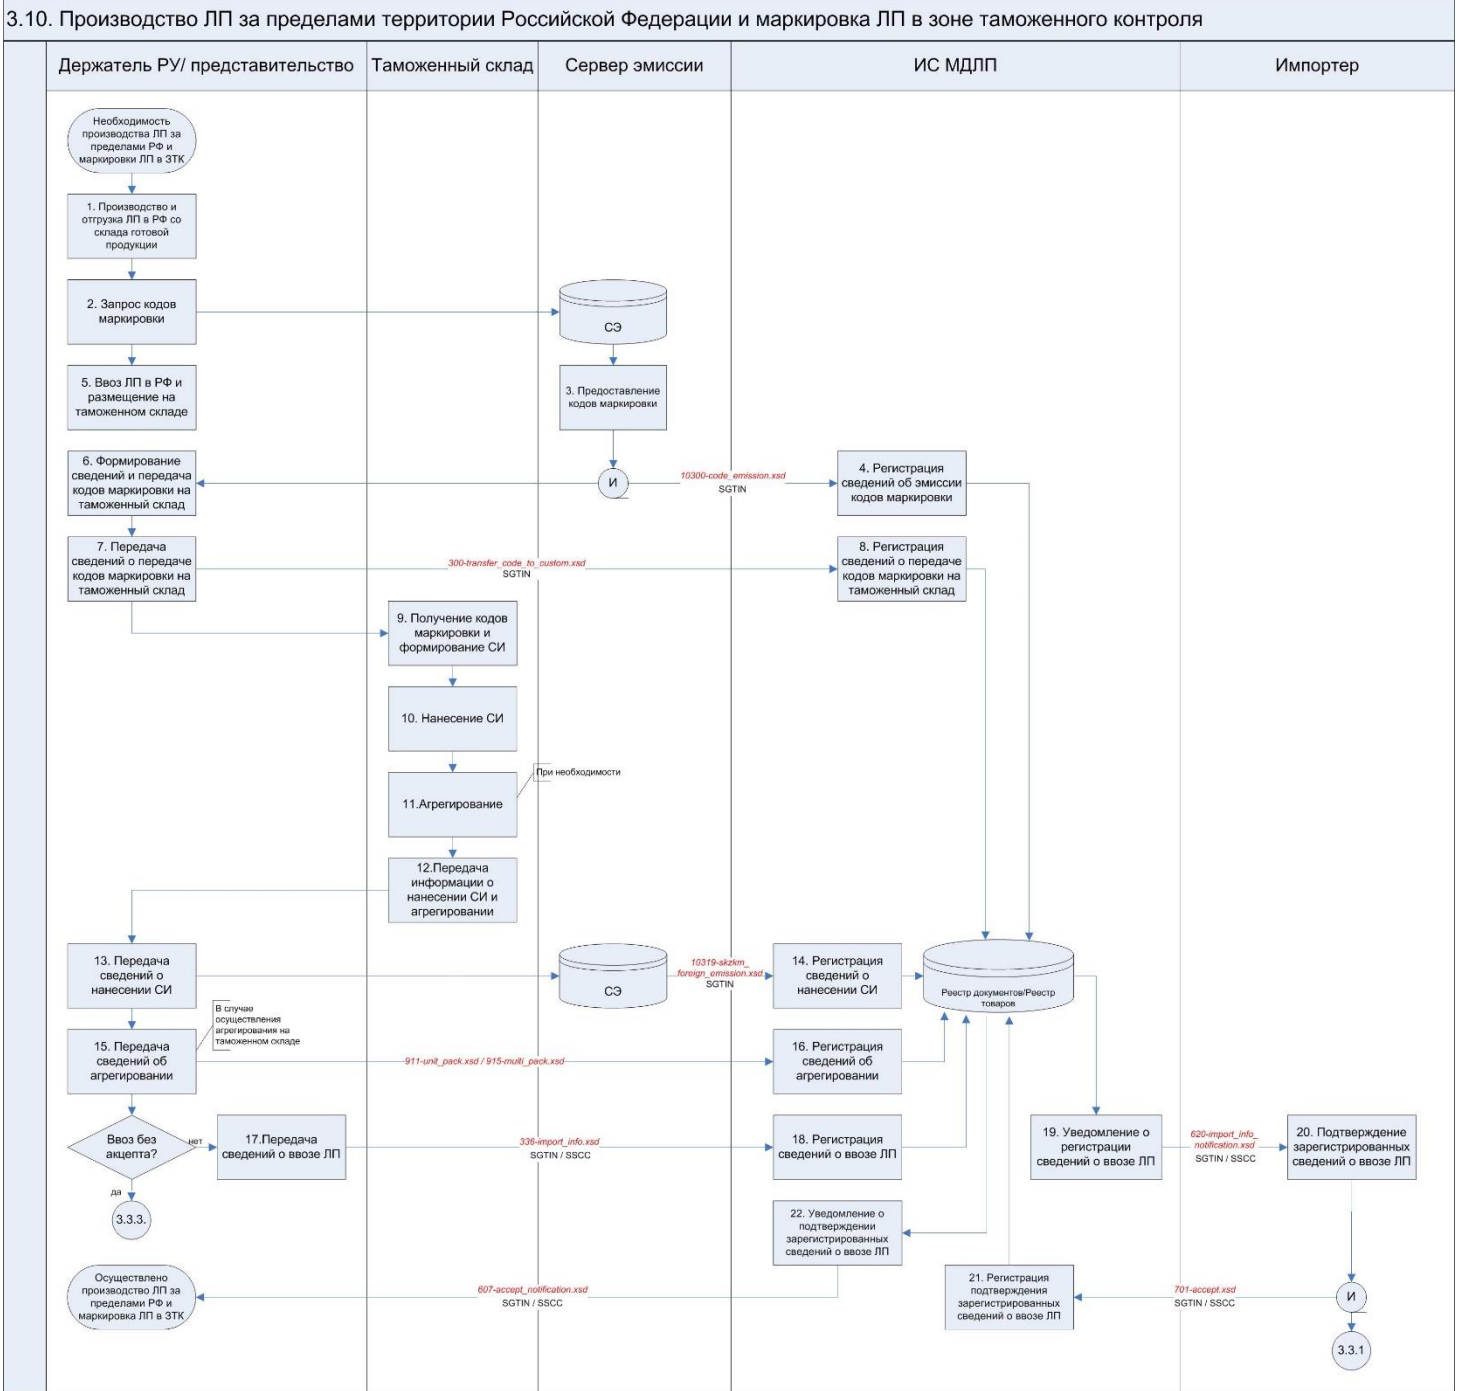 3.10. Производство ЛП за пределами территории Российской Федерации и маркировка ЛП в зоне таможенного контроля
Держатель РУ/ представительство
Таможенный склад
Сервер эмиссии
ИС МДЛП
Импортер
Необходимость
производства ЛП за
пределами РФ и
маркировки ЛП в ЗТК
1. Производство и
отгрузка ЛП в РФ со
склада готовой
продукции
2. Запрос кодов
маркировки
СЭ
5. Ввоз ЛП в РФ и
размещение на
таможенном складе
3. Предоставление
кодов маркировки
6. Формирование
сведений и передача
кодов маркировки на
таможенный склад
И
10300-code_emission.xsd
SGTIN
4. Регистрация
сведений об эмиссии
кодов маркировки
7. Передача
сведений о передаче
кодов маркировки на
таможенный склад
300-transfer_code_to_custom.xsd
SGTIN
8. Регистрация
сведений о передаче
кодов маркировки на
таможенный склад
9. Получение кодов
маркировки и
формирование СИ
10. Нанесение СИ
При необходимости
11.Агрегирование
12.Передача
информации о
нанесении СИ и
агрегировании
13. Передача
сведений о
нанесении СИ
СЭ
10319-skzkm_
foreign_emission.xsd
SGTIN
14. Регистрация
сведений о
нанесении СИ
Реестр документов/Реестр
товаров
В случае
осуществления
агрегирования на
таможенном складе
15. Передача
сведений об
агрегировании
911-unit_pack.xsd / 915-multi_pack.xsd
16. Регистрация
сведений об
агрегировании
Ввоз без
акцепта?
нет
17.Передача
сведений о ввозе ЛП
336-import_info.xsd
SGTIN / SSCC
18. Регистрация
сведений о ввозе ЛП
19. Уведомление о
регистрации
сведений о ввозе ЛП
620-import_info_
notification.xsd
SGTIN / SSCC
20. Подтверждение
зарегистрированных
сведений о ввозе ЛП
да
3.3.3.
22. Уведомление о
подтверждении
зарегистрированных
сведений о ввозе ЛП
Осуществлено
производство ЛП за
пределами РФ и
маркировка ЛП в ЗТК
607-accept_notification.xsd
SGTIN / SSCC
21. Регистрация
подтверждения
зарегистрированных
сведений о ввозе ЛП
701-accept.xsd
SGTIN / SSCC
И
3.3.1